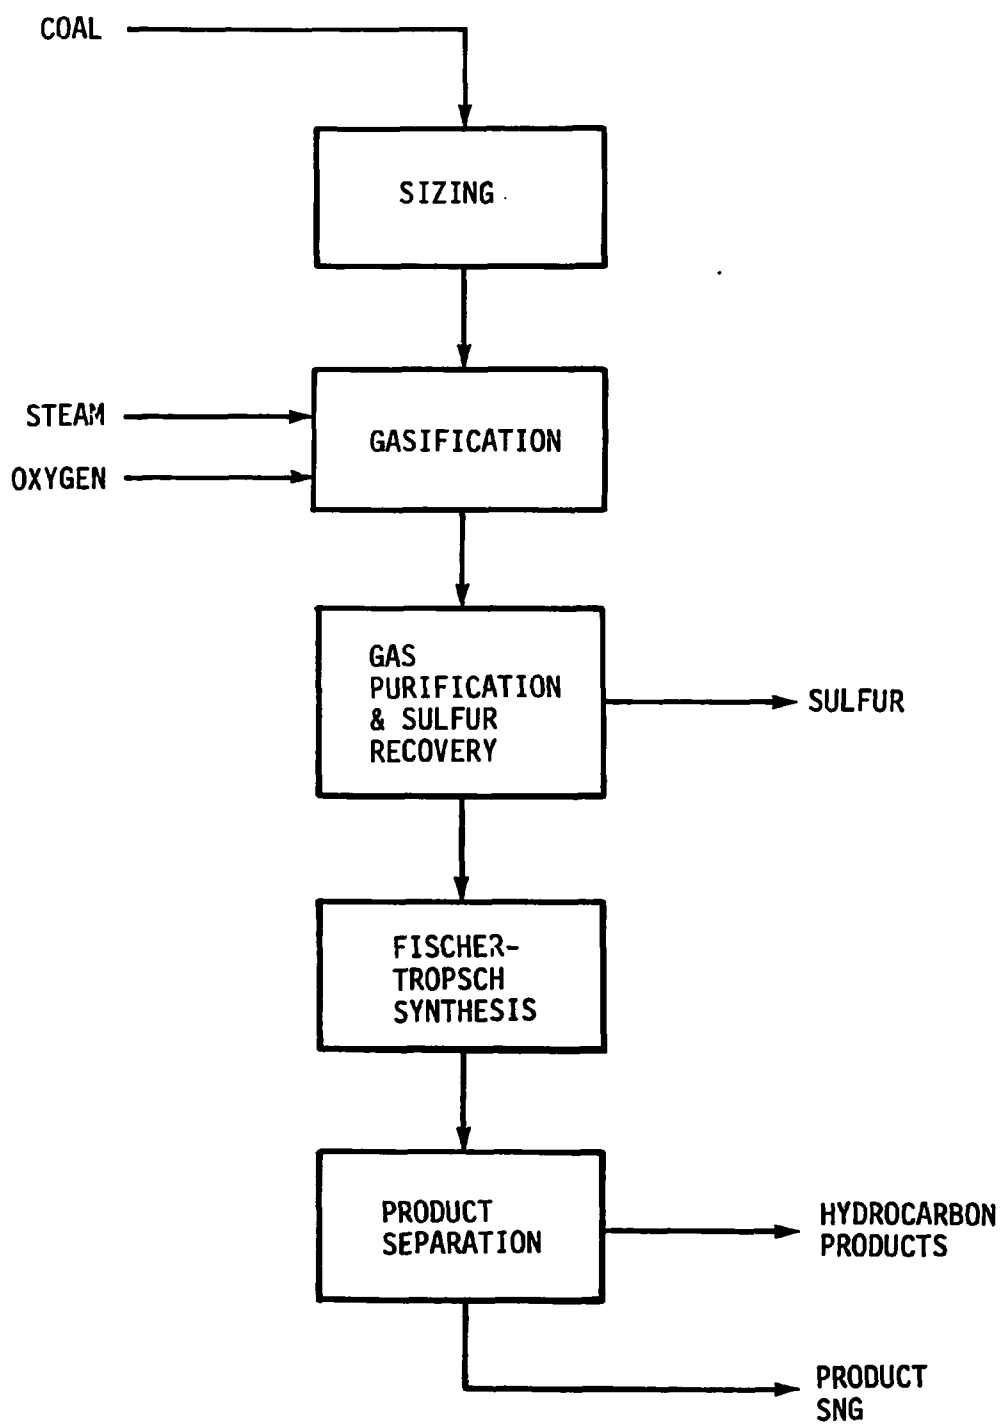 COAL
SIZING
STEAM
OXYGEN
GASIFICATION
GAS
PURIFICATION
& SULFUR
RECOVERY
SULFUR
FISCHER-
TROPSCH
SYNTHESIS
PRODUCT
SEPARATION
HYDROCARBON
PRODUCTS
PRODUCT
SNG